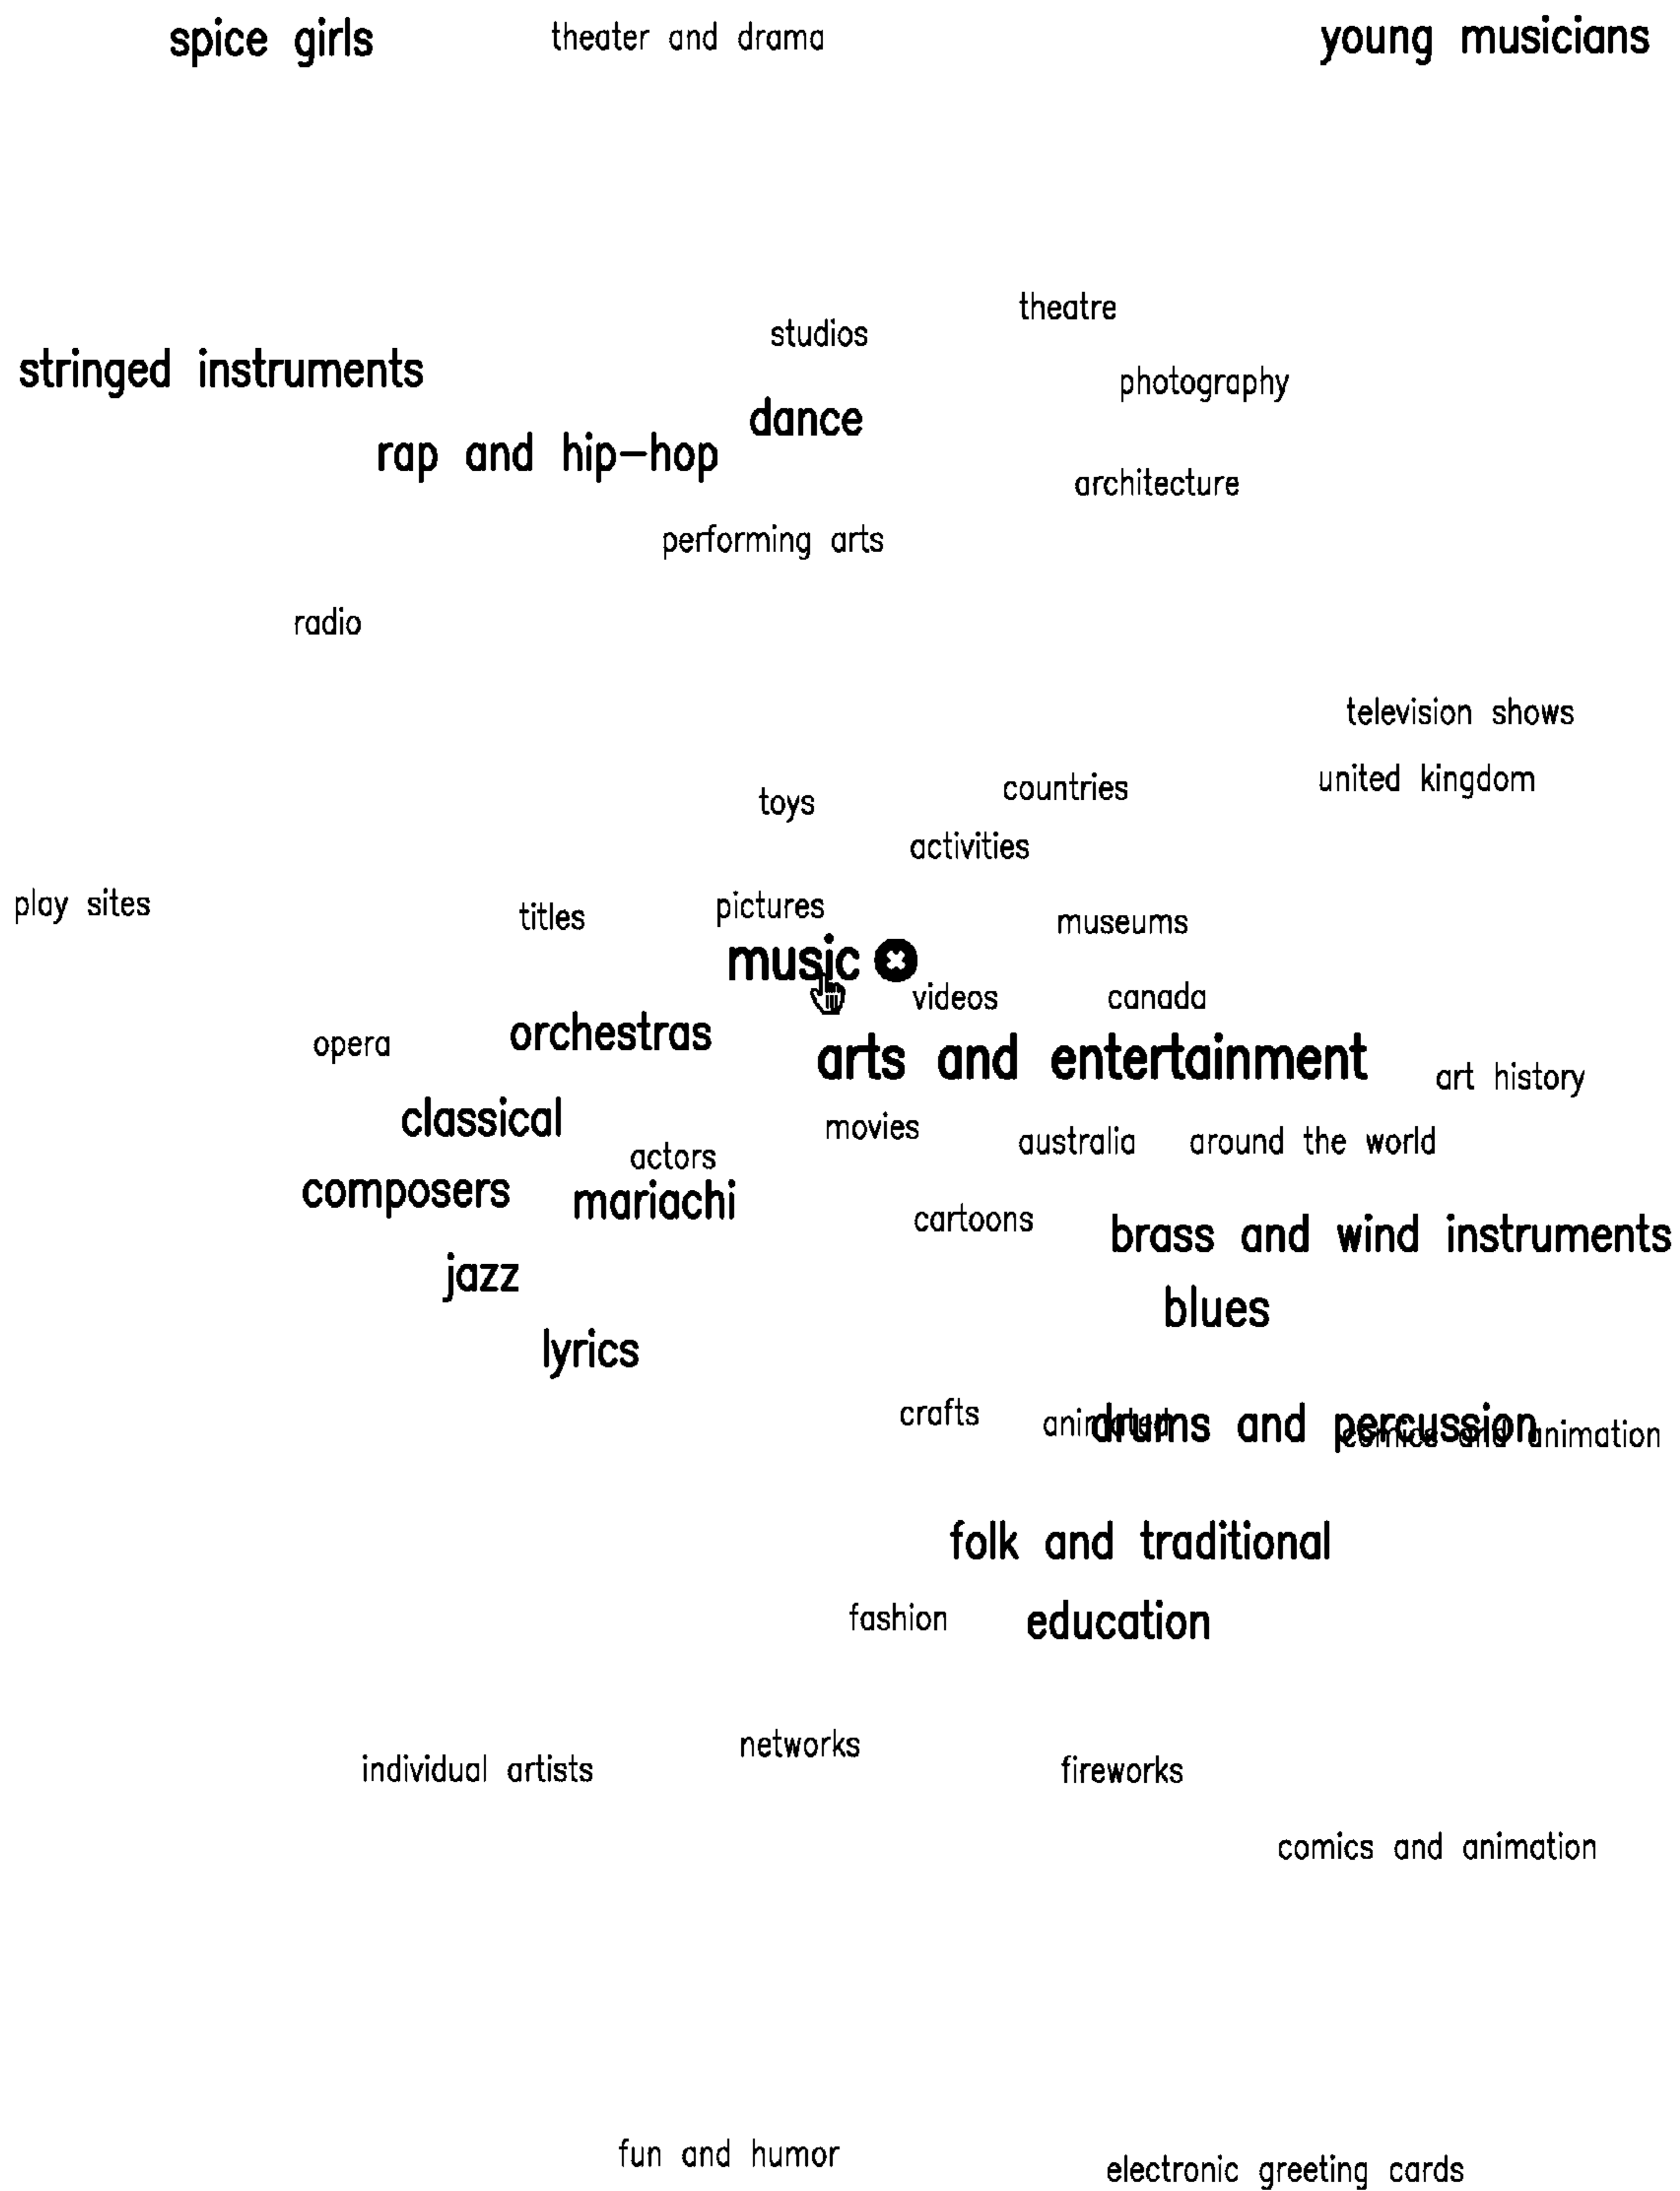 spice girls
theater and drama
young musicians
theatre
studios
stringed instruments
photography
dance
rap and hip-hop
architecture
performing arts
radio
television shows
united kingdom
countries
toys
activities
play sites
pictures
titles
museums
music
videos
canada
orchestras
opera
arts and entertainment
art history
classical
movies
australia
around the world
actors
composers
mariachi
cartoons
brass and wind instruments
jazz
blues
lyrics
crafts
animated
drums and percussion
comics and animation
folk and traditional
fashion
education
networks
individual artists
fireworks
comics and animation
fun and humor
electronic greeting cards